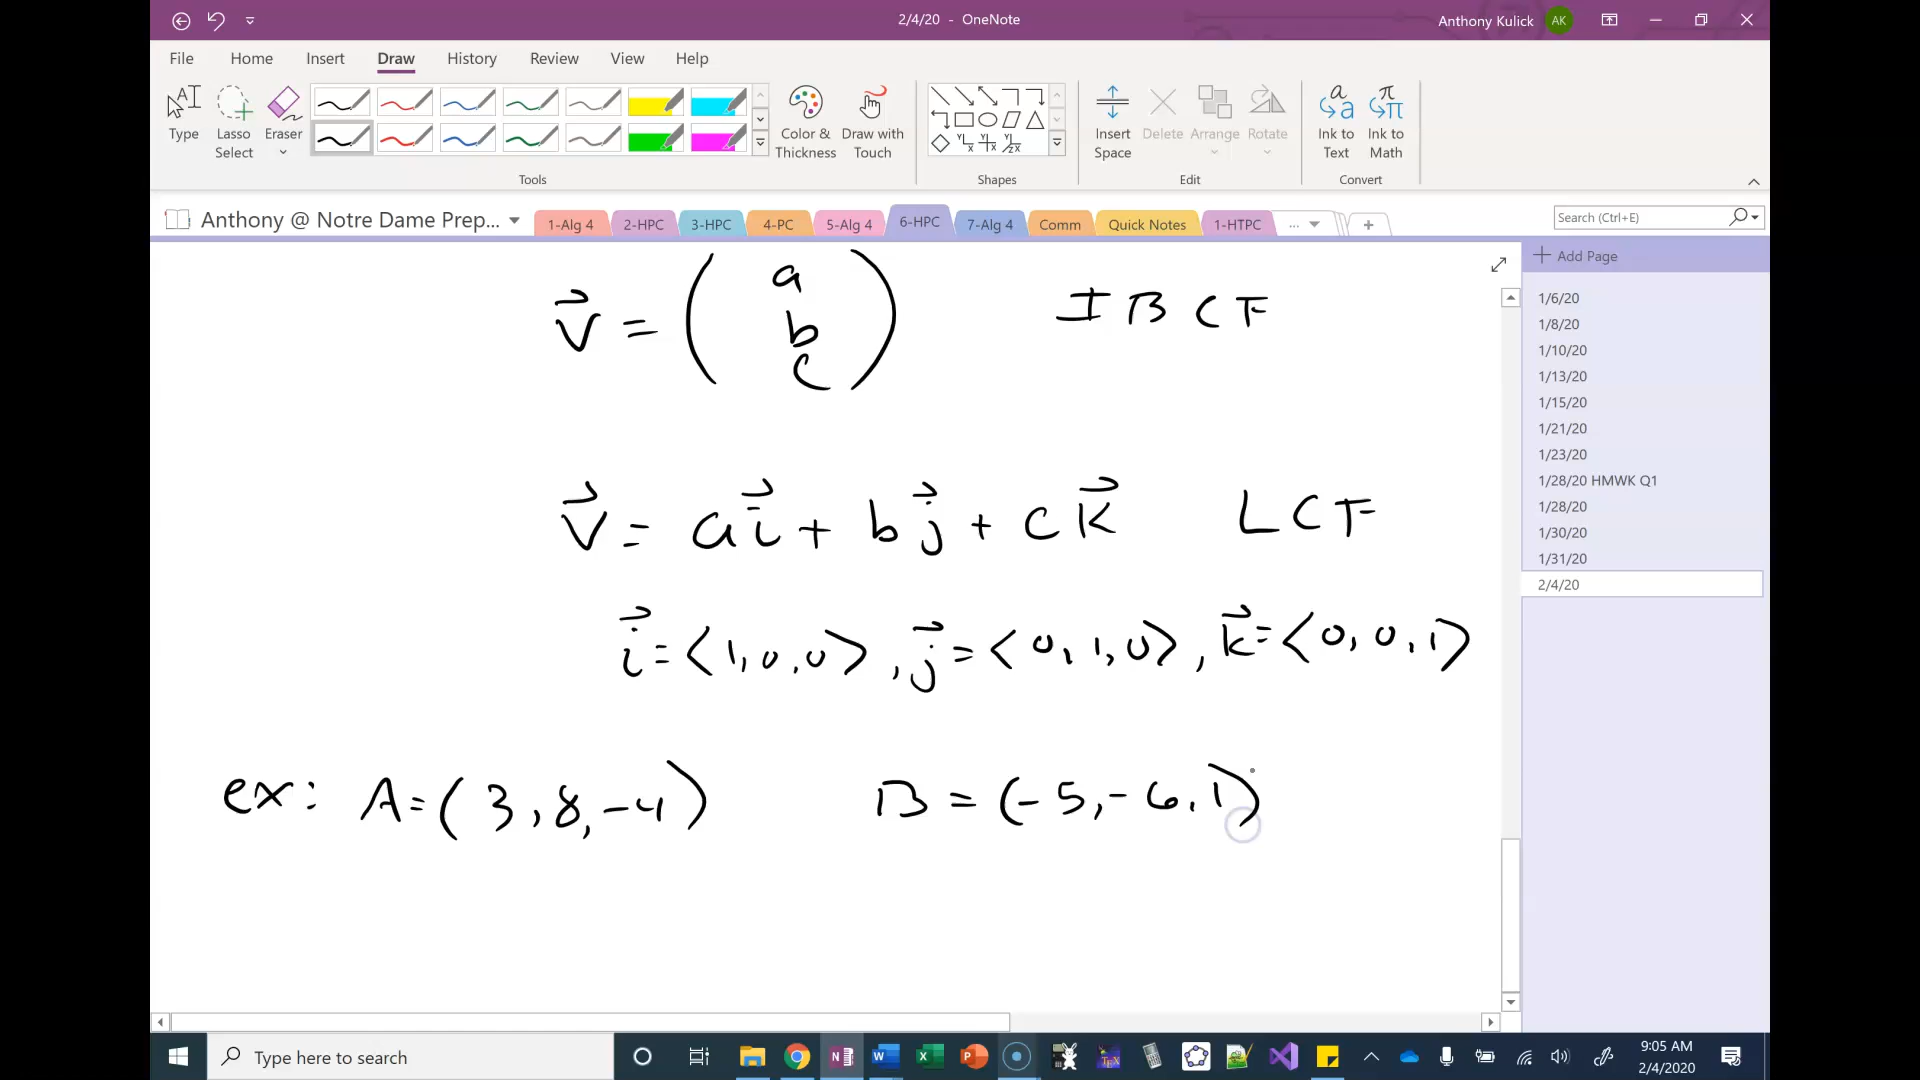 2/4/20 - OneNote
Anthony Kulick AK
File Home Insert Draw History Review View Help
Type Lasso Select Eraser Color & Thickness Draw with Touch Insert Space Delete Arrange Rotate Ink to Text Ink to Math
Tools Shapes Edit Convert
Anthony @ Notre Dame Prep... 1-Alg 4 2-HPC 3-HPC 4-PC 5-Alg 4 6-HPC 7-Alg 4 Comm Quick Notes 1-HTPC ... +
Search (Ctrl+E)
Add Page
1/6/20
1/8/20
1/10/20
1/13/20
1/15/20
1/21/20
1/23/20
1/28/20 HMWK Q1
1/28/20
1/30/20
1/31/20
2/4/20
v⃗ = (a b c) IBCF
v⃗ = a i⃗ + b j⃗ + c k⃗ LCF
i⃗ = <1, 0, 0>, j⃗ = <0, 1, 0>, k⃗ = <0, 0, 1>
ex: A = (3, 8, -4) B = (-5, -6, 1)
Type here to search
9:05 AM
2/4/2020